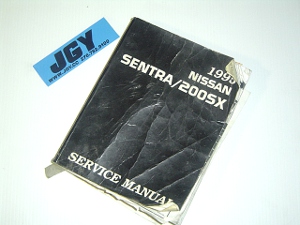 JGY
1995
NISSAN
SENTRA/200SX
SERVICE MANUAL